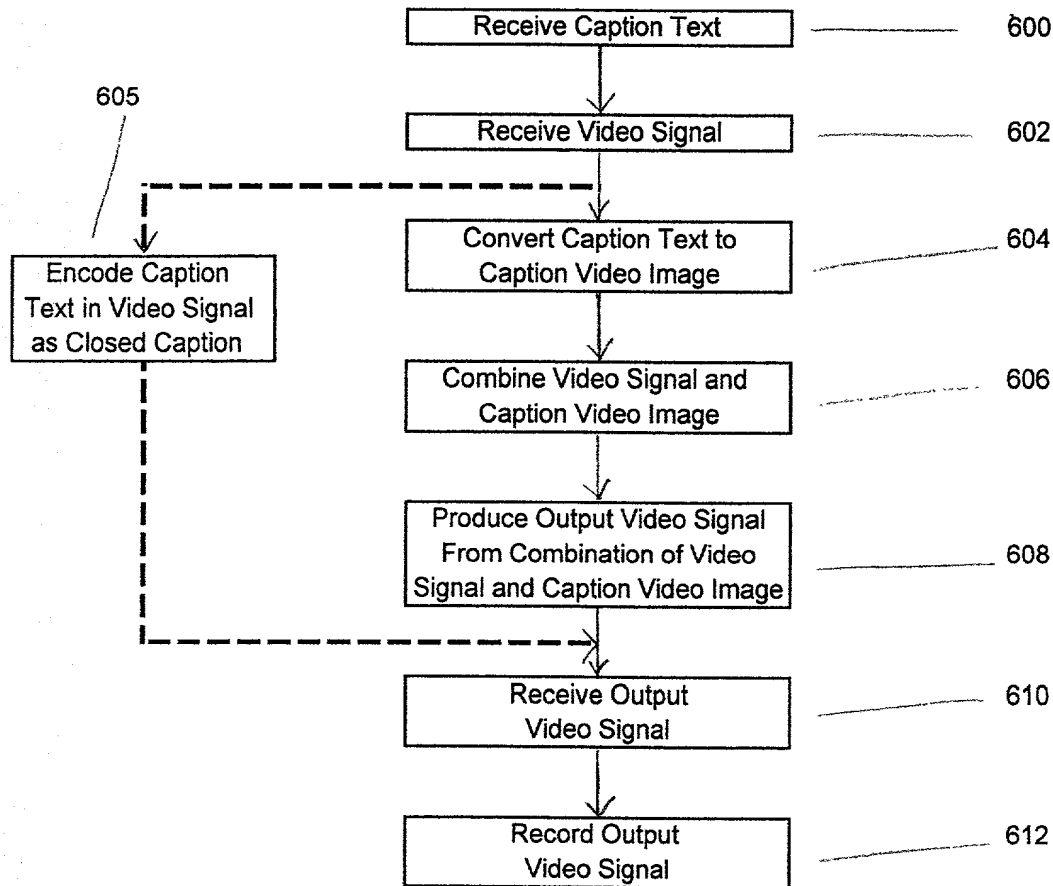 Receive Caption Text
600
605
Receive Video Signal
602
Convert Caption Text to
Caption Video Image
604
Encode Caption
Text in Video Signal
as Closed Caption
Combine Video Signal and
Caption Video Image
606
Produce Output Video Signal
From Combination of Video
Signal and Caption Video Image
608
Receive Output
Video Signal
610
Record Output
Video Signal
612